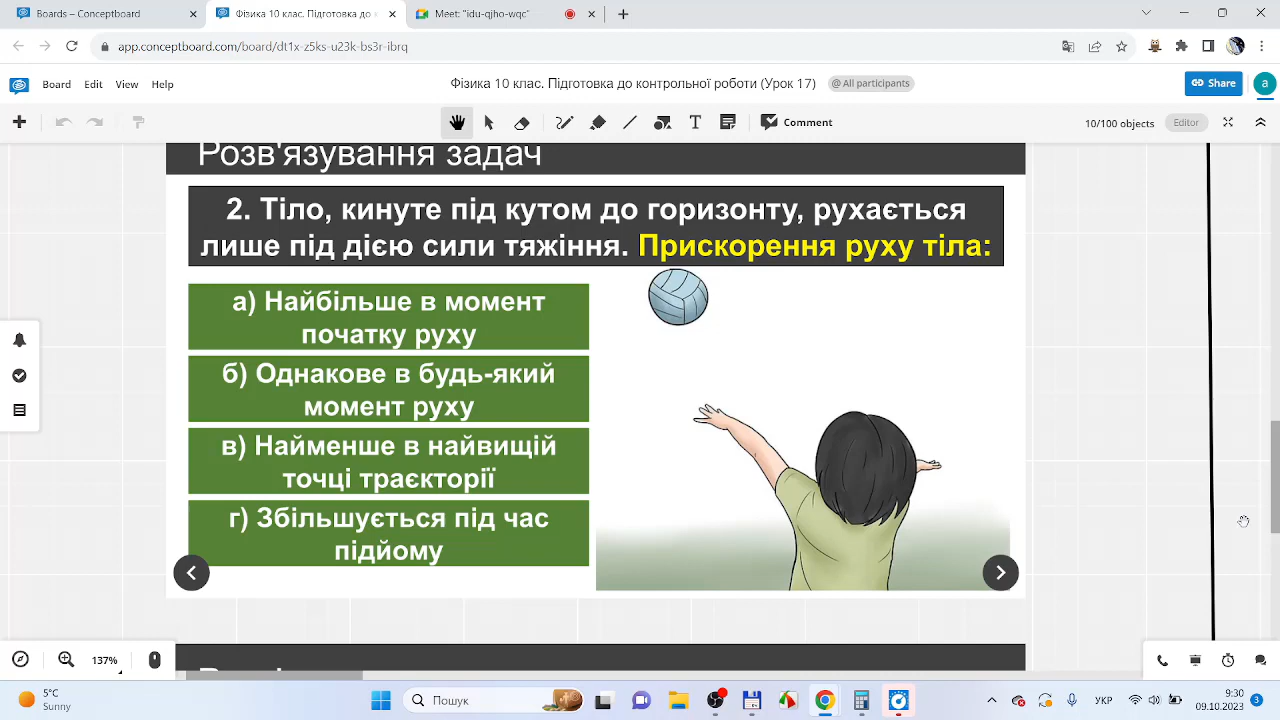 Boards – Conceptboard
Фізика 10 клас. Підготовка до
Meet: "idu-qjho-wqc"
app.conceptboard.com/board/dt1x-z5ks-u23k-bs3r-ibrq
Board Edit View Help
Фізика 10 клас. Підготовка до контрольної роботи (Урок 17)
@ All participants
Share
a
T
Comment
10/100 objects
Editor
Розв'язування задач
2. Тіло, кинуте під кутом до горизонту, рухається
лише під дією сили тяжіння. Прискорення руху тіла:
а) Найбільше в момент
початку руху
б) Однакове в будь-який
момент руху
в) Найменше в найвищій
точці траєкторії
г) Збільшується під час
підйому
137%
5°C
Sunny
Пошук
УКР
9:30
09.10.2023
3